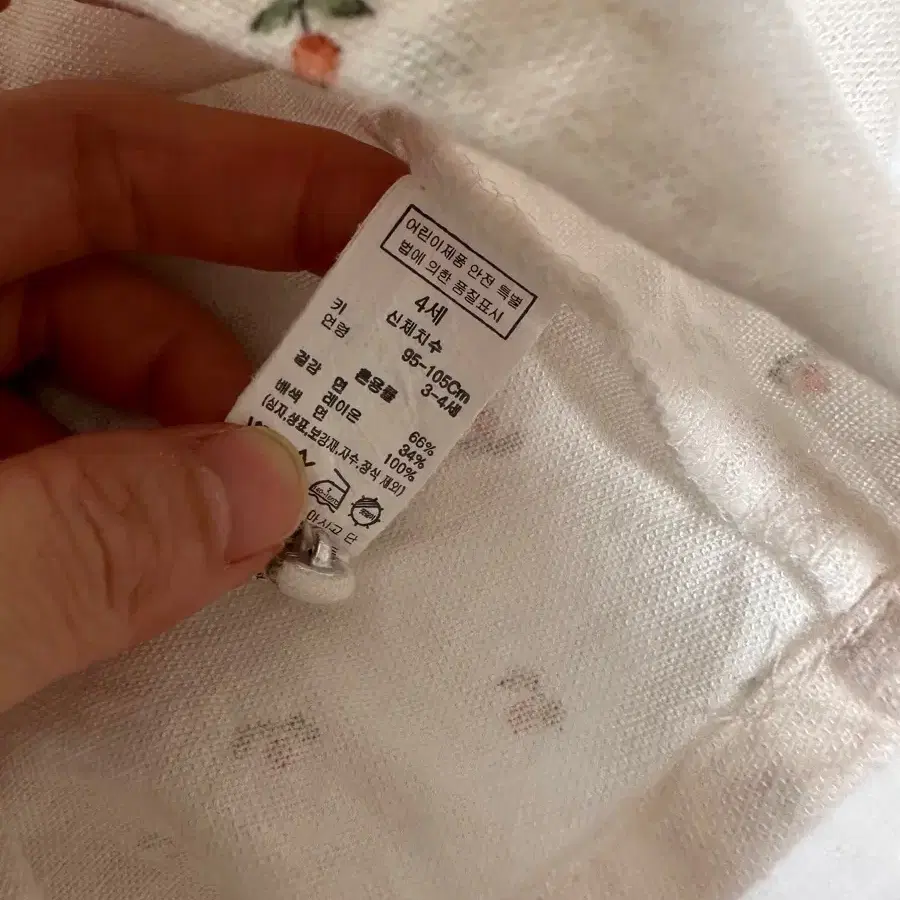 어린이제품 안전 특별
법에 의한 품질표시
4세
신체치수
키 95-105Cm
연령 3-4세
혼용률
겉감 면 66%
레이온 34%
배색 면 100%
(심지,상표,보강재,자수,장식 제외)